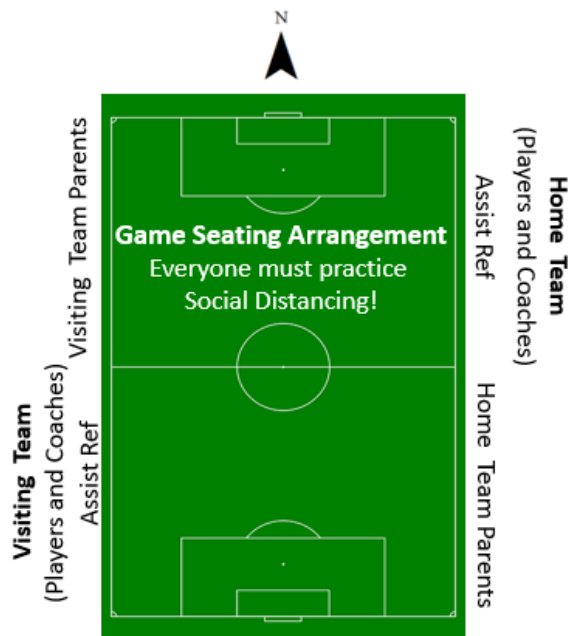 N
Game Seating Arrangement
Everyone must practice
Social Distancing!
Visiting Team Parents
Visiting Team
(Players and Coaches)
Assist Ref
Home Team
(Players and Coaches)
Assist Ref
Home Team Parents